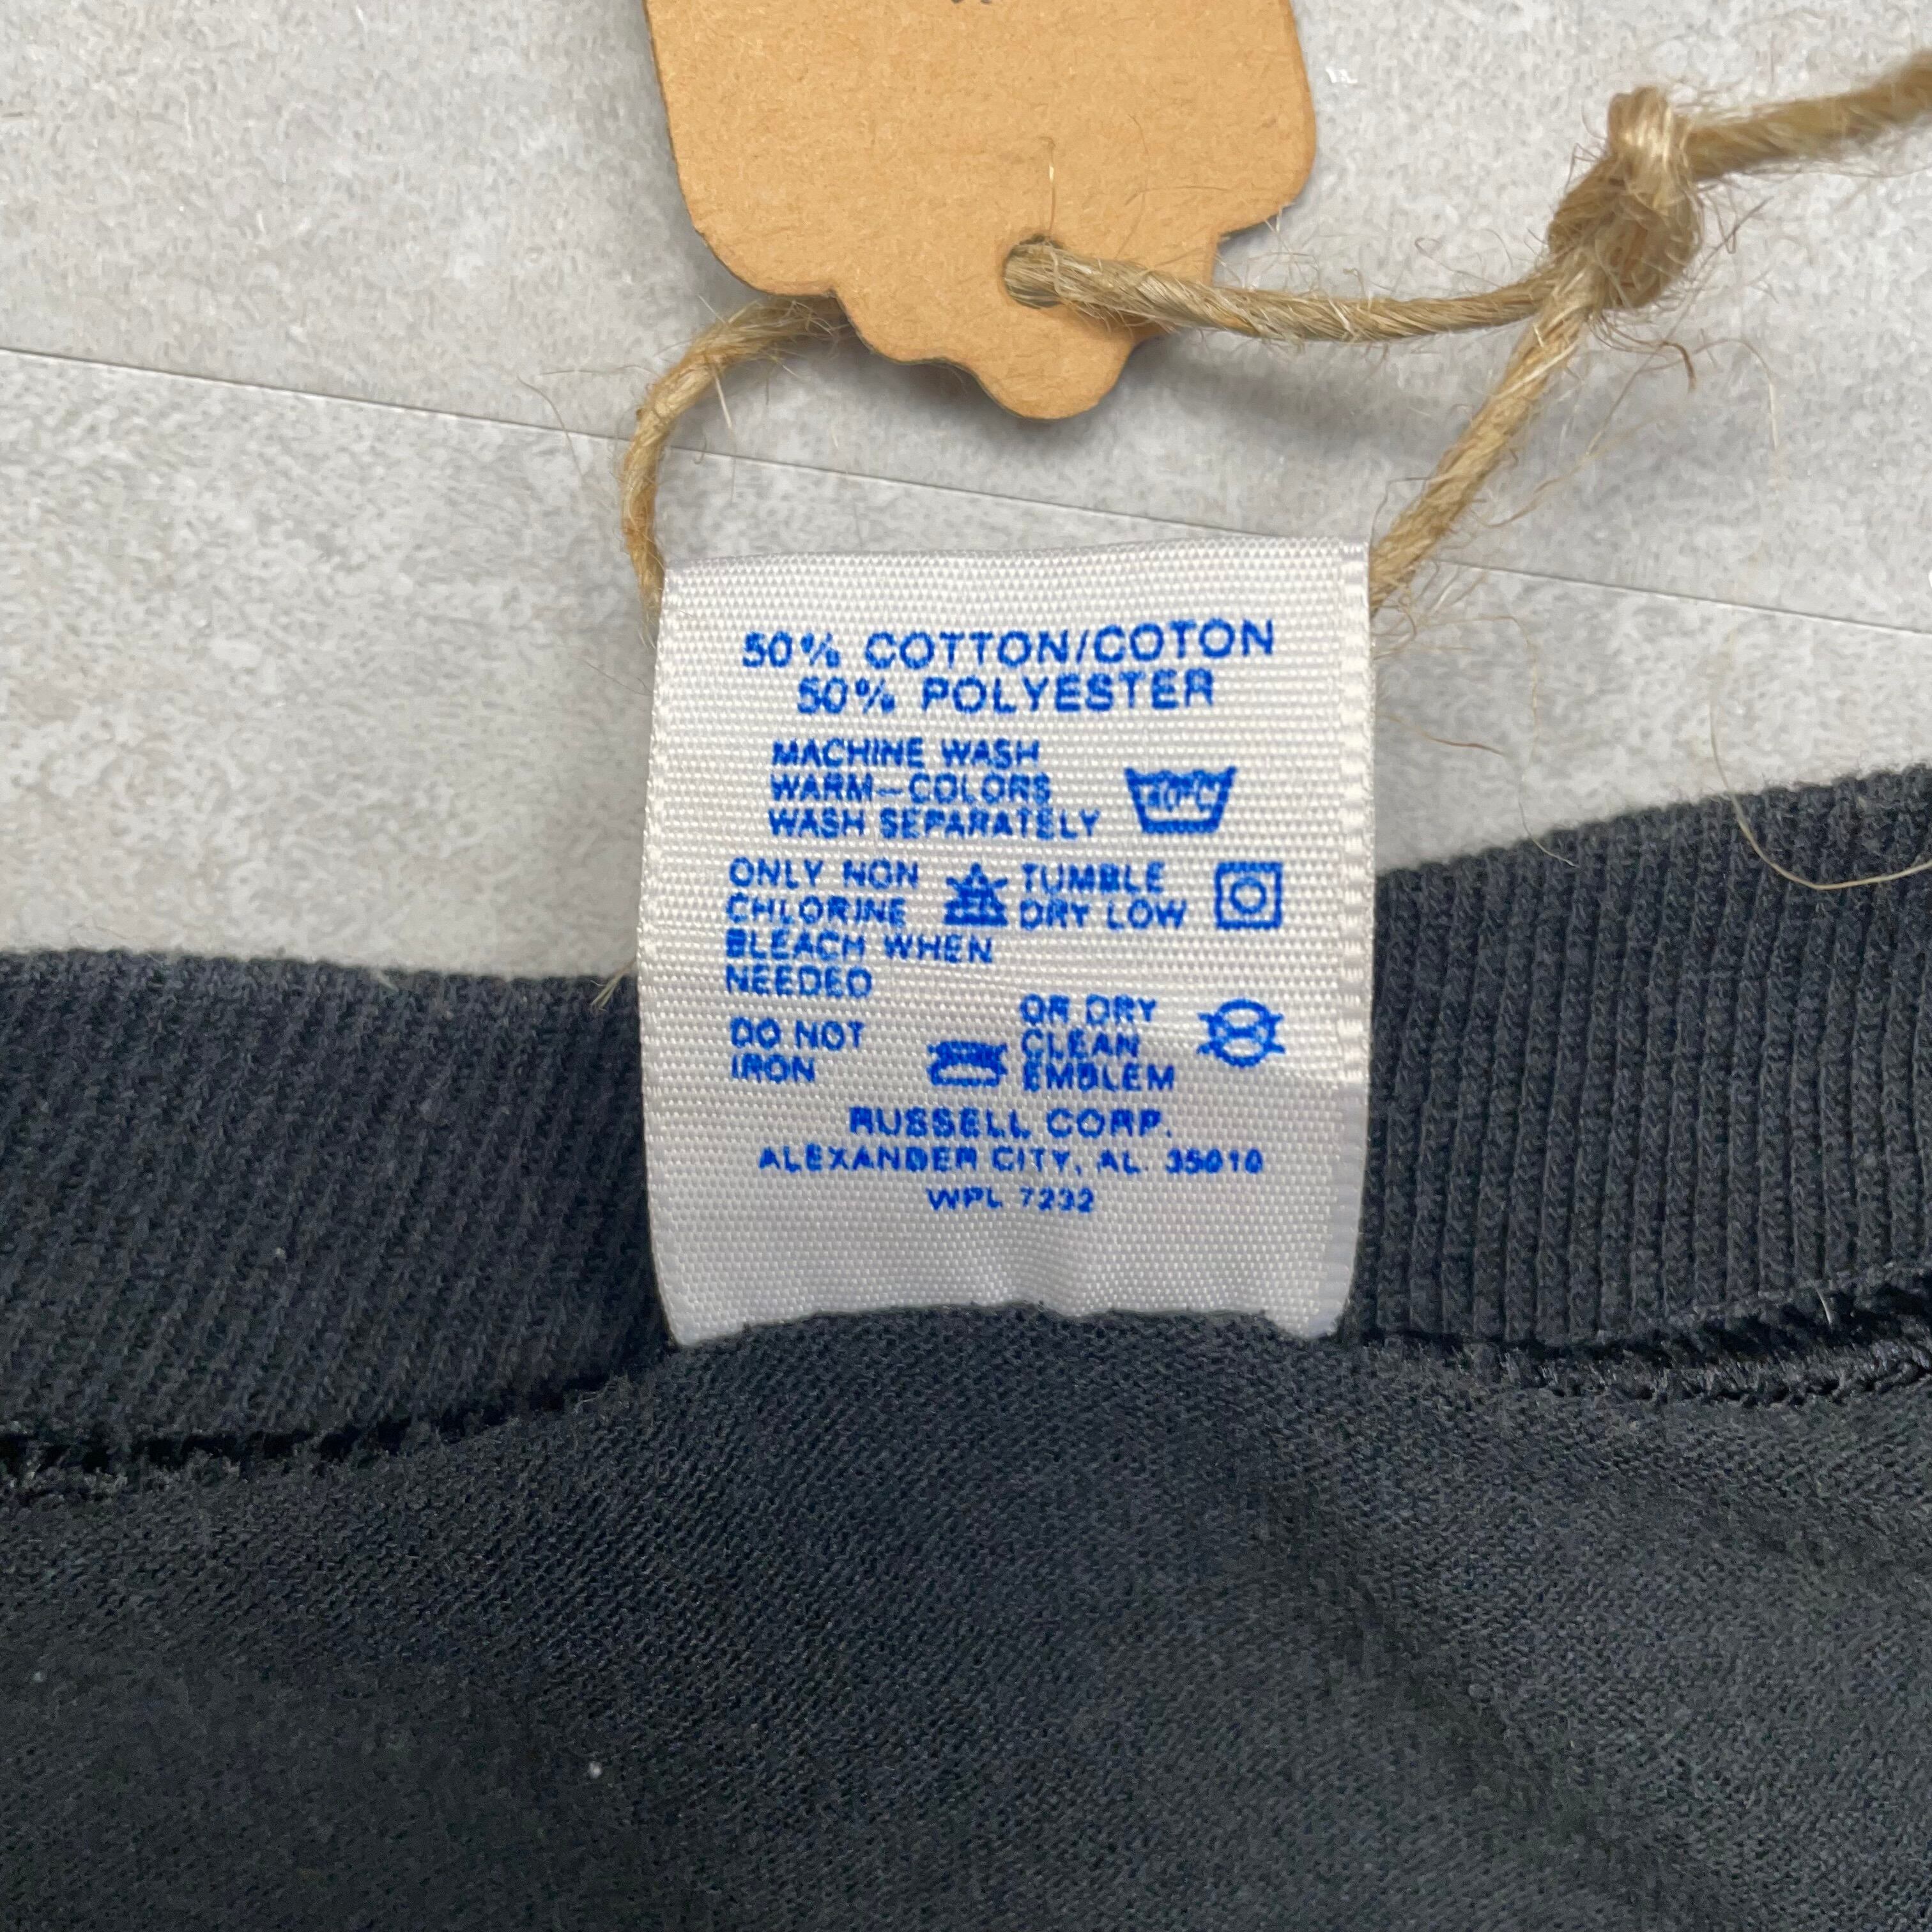 50% COTTON/COTON
50% POLYESTER
MACHINE WASH
WARM-COLORS
WASH SEPARATELY
40°C
ONLY NON
CHLORINE
BLEACH WHEN
NEEDED
TUMBLE
DRY LOW
DO NOT
IRON
OR DRY
CLEAN
EMBLEM
RUSSELL CORP.
ALEXANDER CITY, AL. 35010
WPL 7232